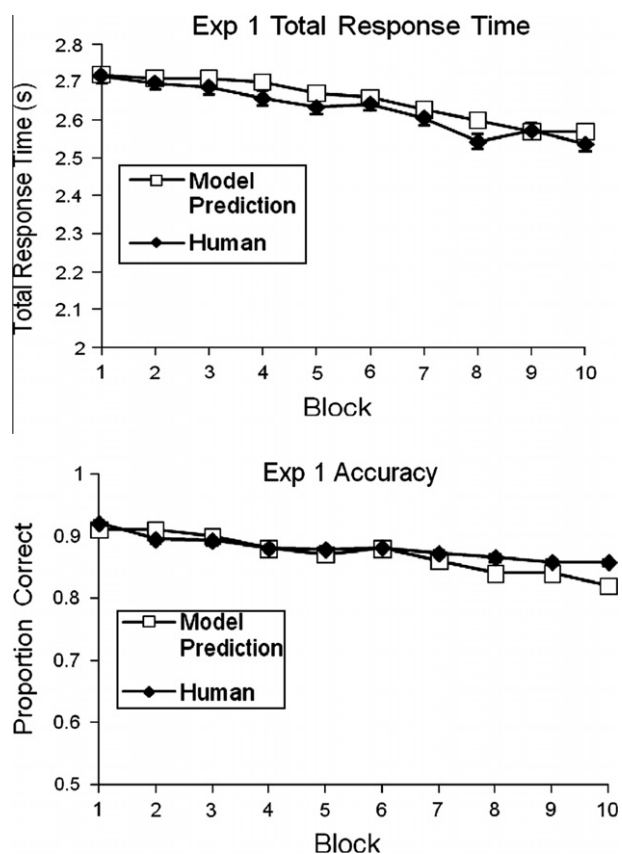 Exp 1 Total Response Time
Total Response Time (s)
2.8
2.7
2.6
2.5
2.4
2.3
2.2
2.1
2
Model
Prediction
Human
1 2 3 4 5 6 7 8 9 10
Block
Exp 1 Accuracy
Proportion Correct
1
0.9
0.8
0.7
0.6
0.5
Model
Prediction
Human
1 2 3 4 5 6 7 8 9 10
Block